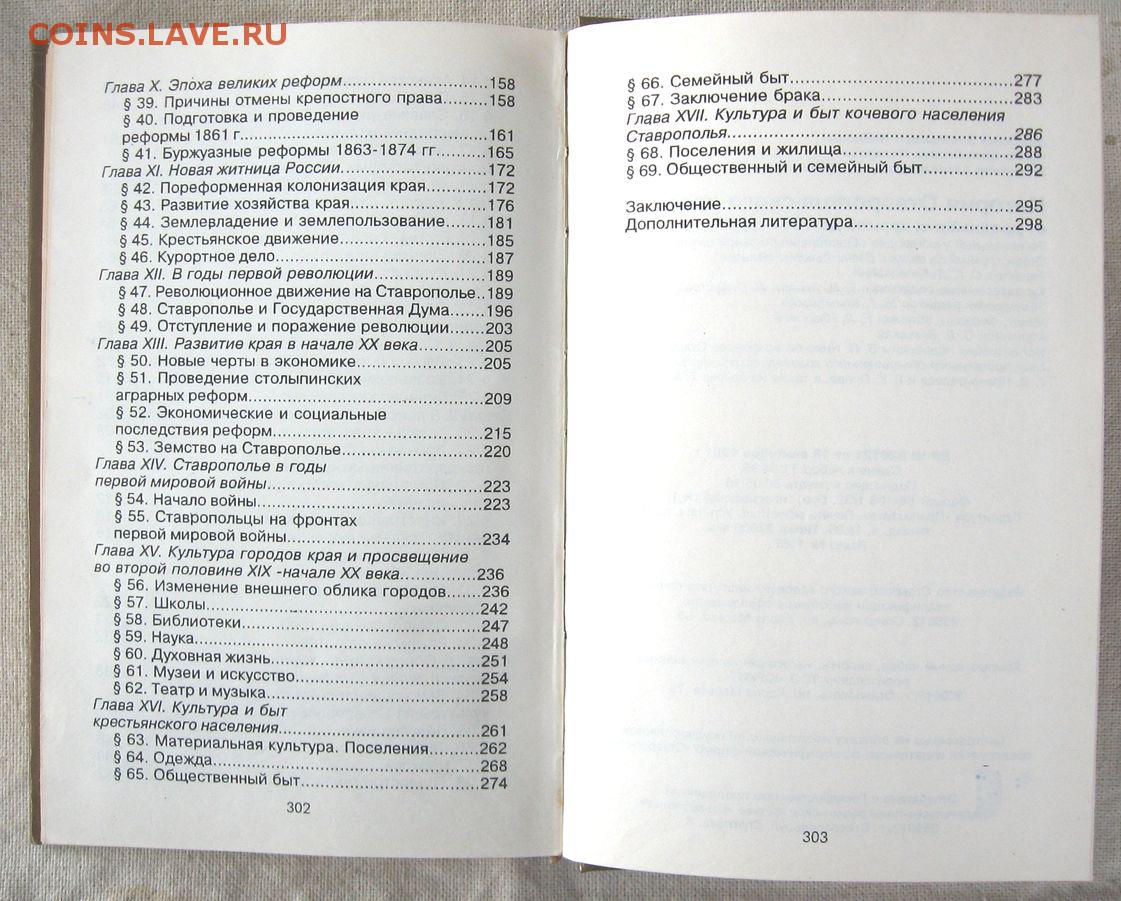 COINS.LAVE.RU
Глава X. Эпоха великих реформ....................158
§ 39. Причины отмены крепостного права.........158
§ 40. Подготовка и проведение
реформы 1861 г....................161
§ 41. Буржуазные реформы 1863-1874 гг..........165
Глава XI. Новая житница России....................172
§ 42. Пореформенная колонизация края............172
§ 43. Развитие хозяйства края....................176
§ 44. Землевладение и землепользование........181
§ 45. Крестьянское движение....................185
§ 46. Курортное дело....................187
Глава XII. В годы первой революции....................189
§ 47. Революционное движение на Ставрополье..189
§ 48. Ставрополье и Государственная Дума.......196
§ 49. Отступление и поражение революции.......203
Глава XIII. Развитие края в начале XX века............205
§ 50. Новые черты в экономике....................205
§ 51. Проведение столыпинских
аграрных реформ....................209
§ 52. Экономические и социальные
последствия реформ....................215
§ 53. Земство на Ставрополье....................220
Глава XIV. Ставрополье в годы
первой мировой войны....................223
§ 54. Начало войны....................223
§ 55. Ставропольцы на фронтах
первой мировой войны....................234
Глава XV. Культура городов края и просвещение
во второй половине XIX -начале XX века...............236
§ 56. Изменение внешнего облика городов.......236
§ 57. Школы....................242
§ 58. Библиотеки....................247
§ 59. Наука....................248
§ 60. Духовная жизнь....................251
§ 61. Музеи и искусство....................254
§ 62. Театр и музыка....................258
Глава XVI. Культура и быт
крестьянского населения....................261
§ 63. Материальная культура. Поселения..........262
§ 64. Одежда....................268
§ 65. Общественный быт....................274
302
§ 66. Семейный быт....................277
§ 67. Заключение брака....................283
Глава XVII. Культура и быт кочевого населения
Ставрополья....................286
§ 68. Поселения и жилища....................288
§ 69. Общественный и семейный быт..............292
Заключение....................295
Дополнительная литература....................298
303